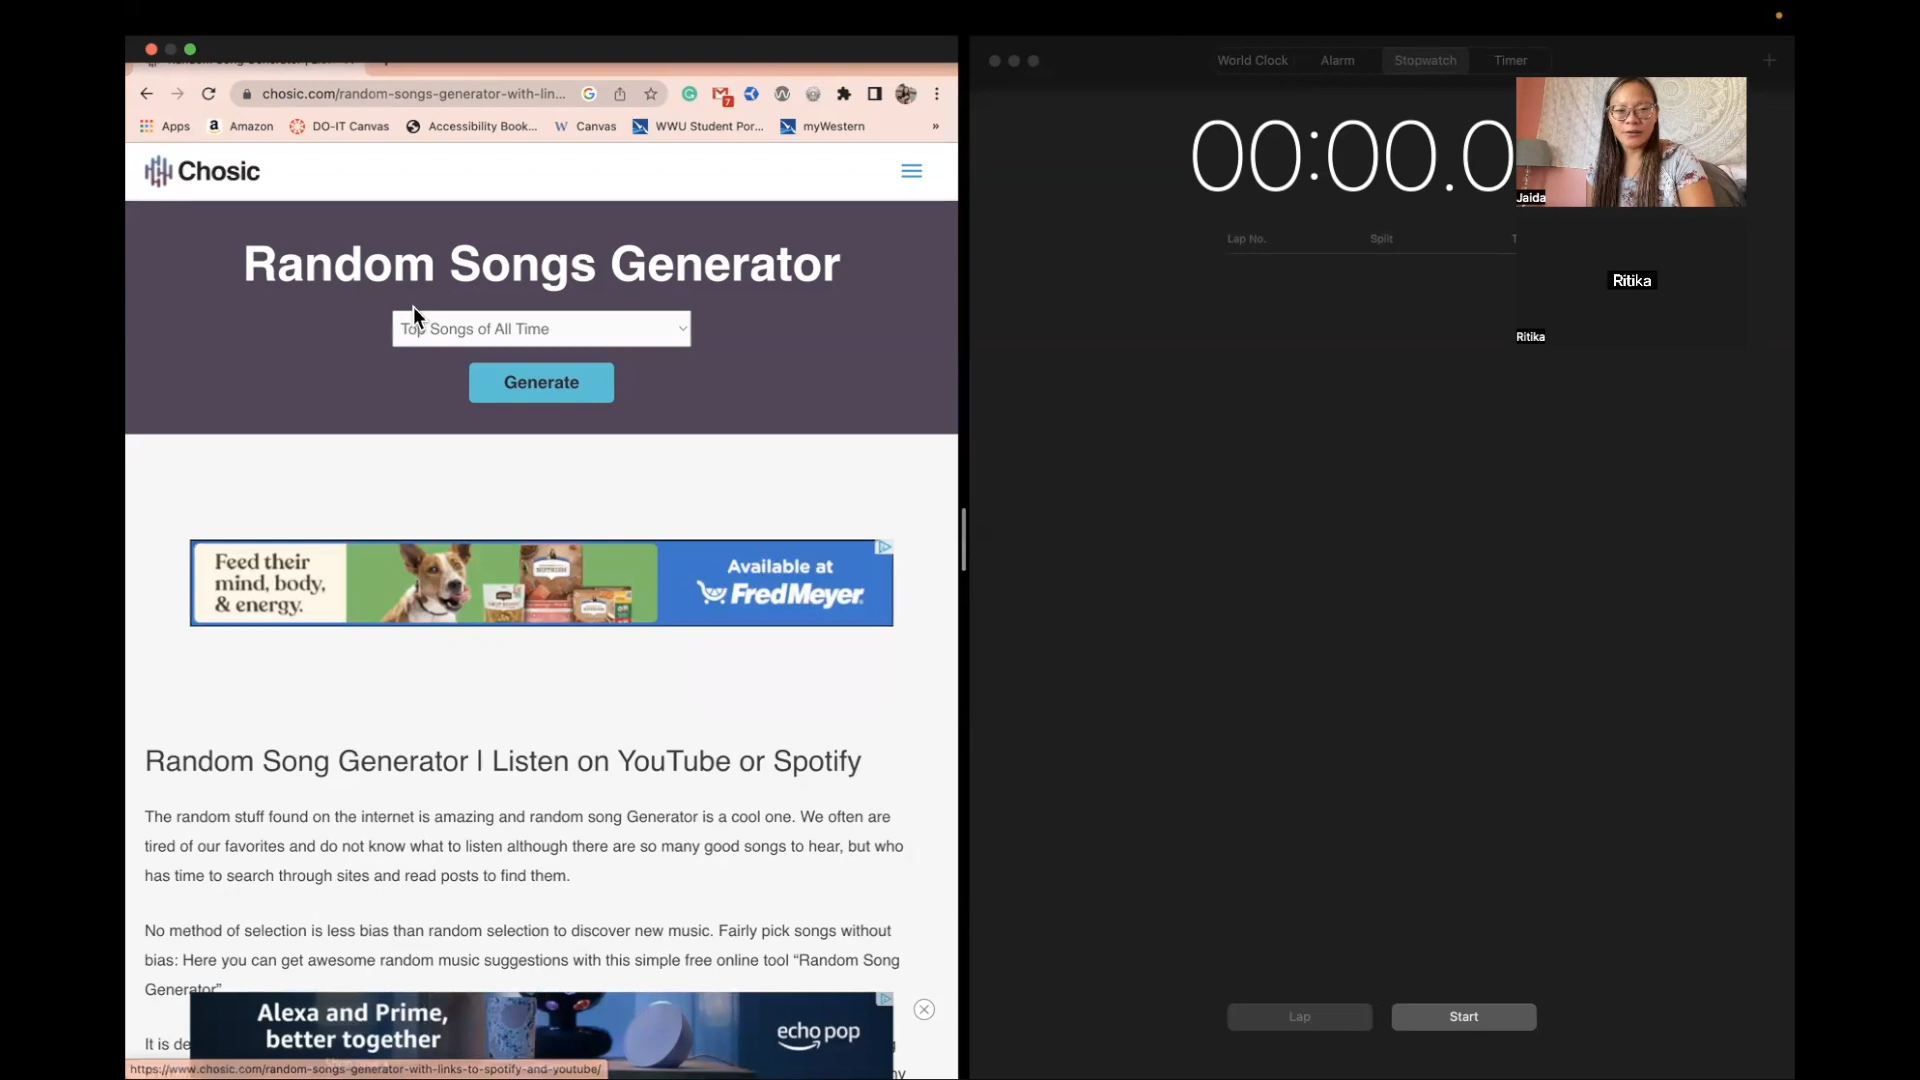 World Clock
Alarm
Stopwatch
Timer
chosic.com/random-songs-generator-with-lin...
7
Apps
Amazon
DO-IT Canvas
Accessibility Book...
Canvas
WWU Student Por...
myWestern
»
Chosic
00:00.0
Jaida
Random Songs Generator
Lap No.
Split
T
Ritika
Top Songs of All Time
Ritika
Generate
Feed their
mind, body,
& energy.
Available at
FredMeyer
Random Song Generator | Listen on YouTube or Spotify
The random stuff found on the internet is amazing and random song Generator is a cool one. We often are
tired of our favorites and do not know what to listen although there are so many good songs to hear, but who
has time to search through sites and read posts to find them.
No method of selection is less bias than random selection to discover new music. Fairly pick songs without
bias: Here you can get awesome random music suggestions with this simple free online tool “Random Song
Generator”
Alexa and Prime,
better together
echo pop
It is de
https://www.chosic.com/random-songs-generator-with-links-to-spotify-and-youtube/
Lap
Start